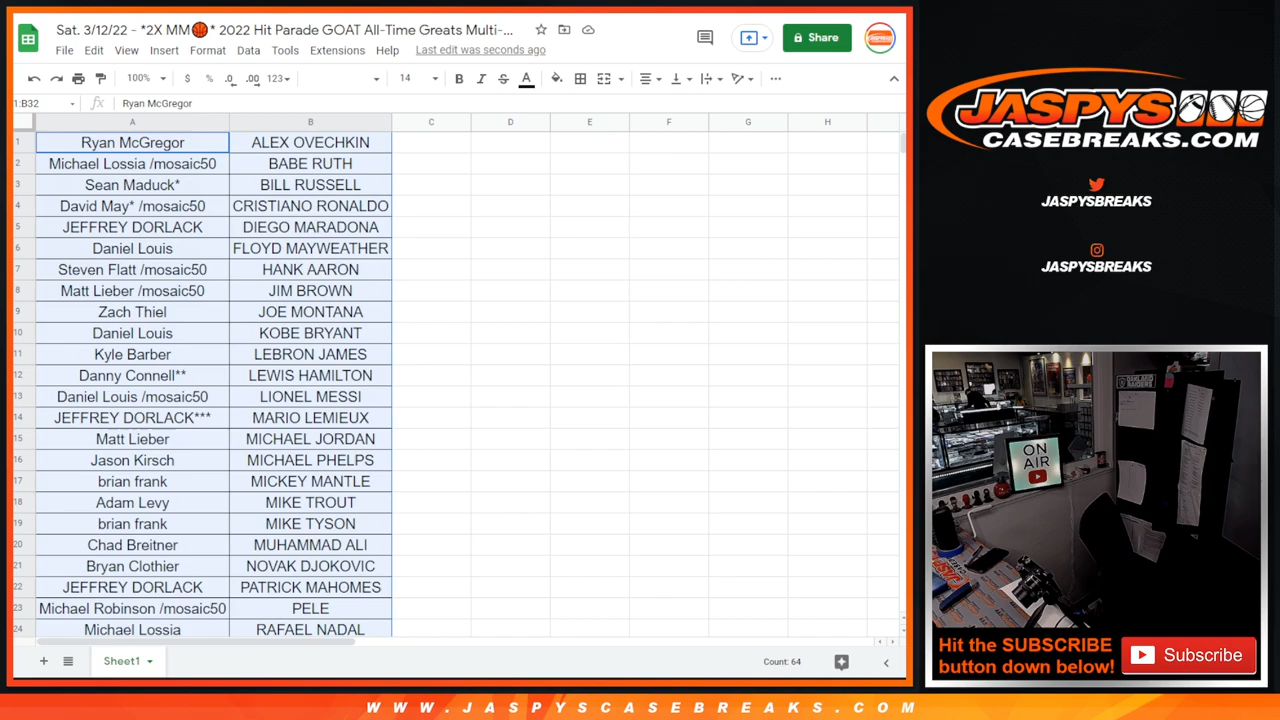 Sat. 3/12/22 - *2X MM🏀* 2022 Hit Parade GOAT All-Time Greats Multi-...
File Edit View Insert Format Data Tools Extensions Help Last edit was seconds ago
Share
100% $ % .0 .00 123 14 B I S A
1:B32 fx Ryan McGregor
A B C D E F G H
1 Ryan McGregor ALEX OVECHKIN
2 Michael Lossia /mosaic50 BABE RUTH
3 Sean Maduck* BILL RUSSELL
4 David May* /mosaic50 CRISTIANO RONALDO
5 JEFFREY DORLACK DIEGO MARADONA
6 Daniel Louis FLOYD MAYWEATHER
7 Steven Flatt /mosaic50 HANK AARON
8 Matt Lieber /mosaic50 JIM BROWN
9 Zach Thiel JOE MONTANA
10 Daniel Louis KOBE BRYANT
11 Kyle Barber LEBRON JAMES
12 Danny Connell** LEWIS HAMILTON
13 Daniel Louis /mosaic50 LIONEL MESSI
14 JEFFREY DORLACK*** MARIO LEMIEUX
15 Matt Lieber MICHAEL JORDAN
16 Jason Kirsch MICHAEL PHELPS
17 brian frank MICKEY MANTLE
18 Adam Levy MIKE TROUT
19 brian frank MIKE TYSON
20 Chad Breitner MUHAMMAD ALI
21 Bryan Clothier NOVAK DJOKOVIC
22 JEFFREY DORLACK PATRICK MAHOMES
23 Michael Robinson /mosaic50 PELE
24 Michael Lossia RAFAEL NADAL
Sheet1
Count: 64
JASPYS
CASEBREAKS.COM
JASPYSBREAKS
JASPYSBREAKS
OAKLAND
RAIDERS
ON
AIR
Hit the SUBSCRIBE
button down below!
Subscribe
WWW.JASPYSCASEBREAKS.COM